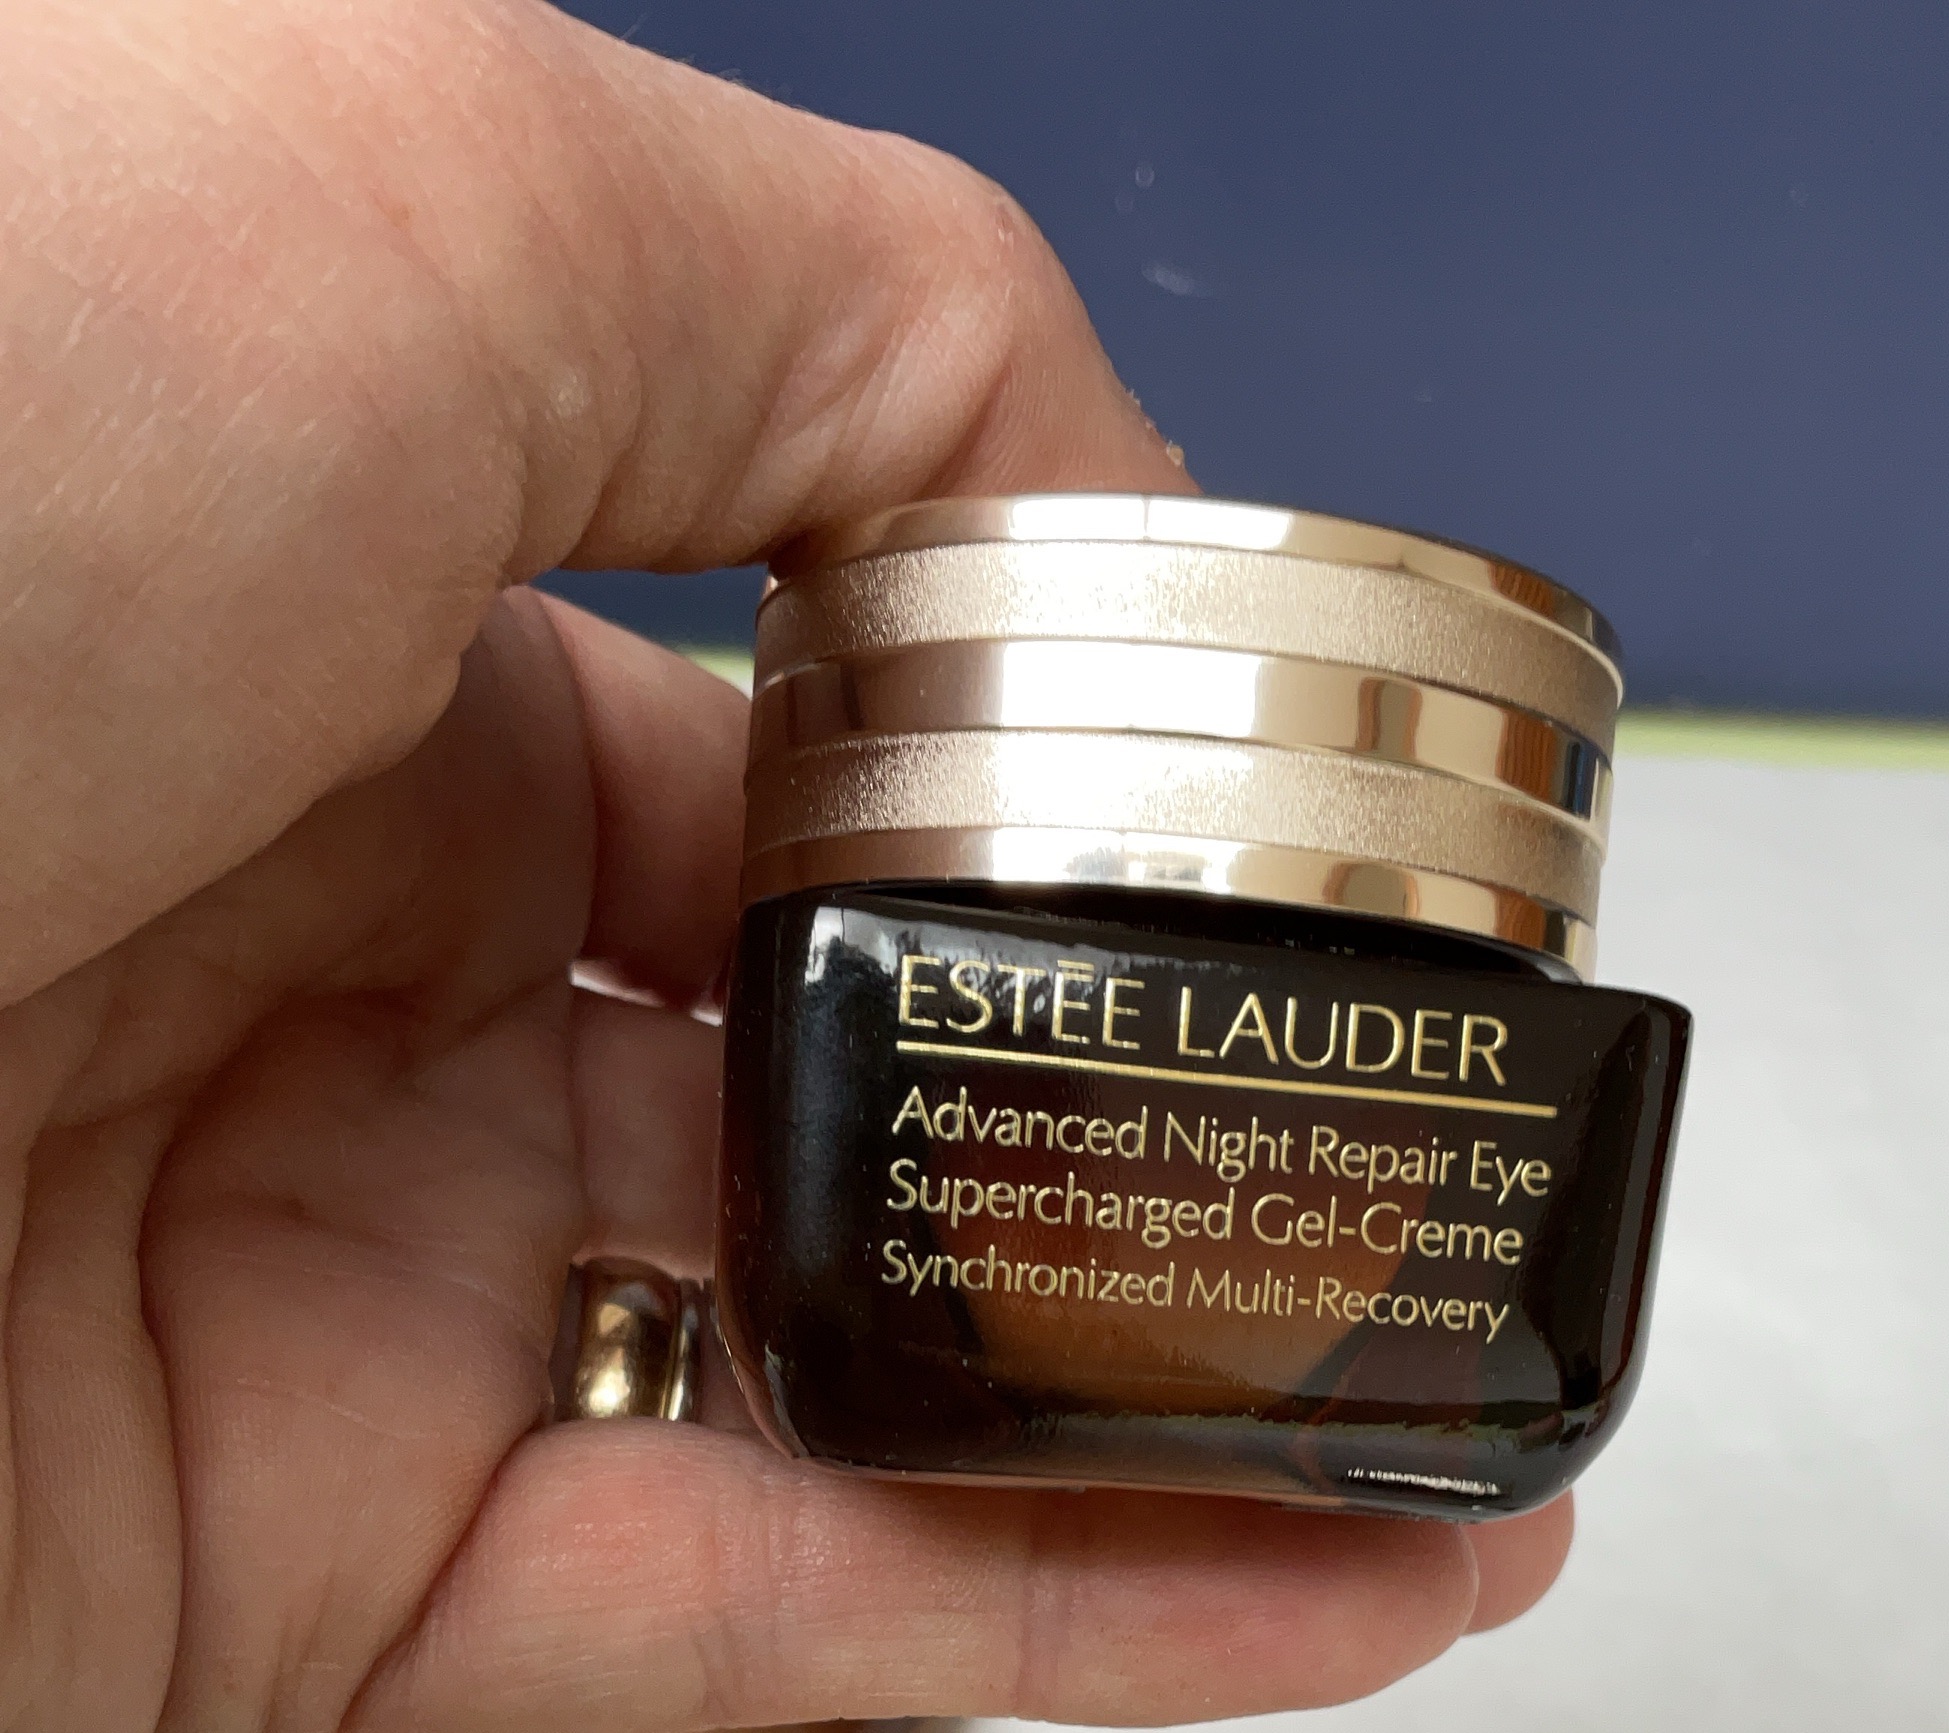 ESTĒE LAUDER
Advanced Night Repair Eye
Supercharged Gel-Creme
Synchronized Multi-Recovery